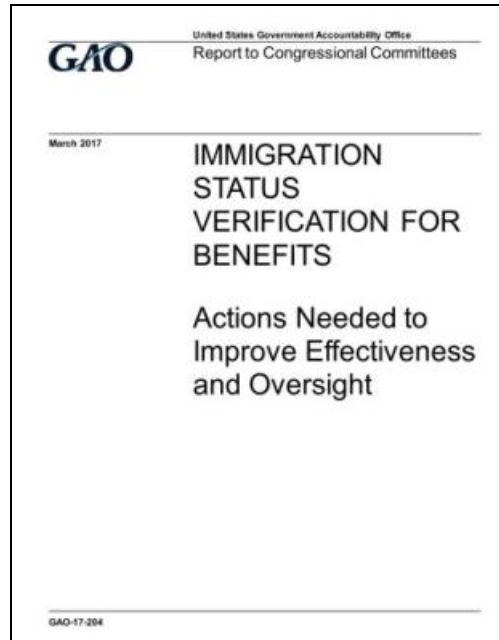 United States Government Accountability Office
GAO
Report to Congressional Committees
March 2017
IMMIGRATION
STATUS
VERIFICATION FOR
BENEFITS
Actions Needed to
Improve Effectiveness
and Oversight
GAO-17-204